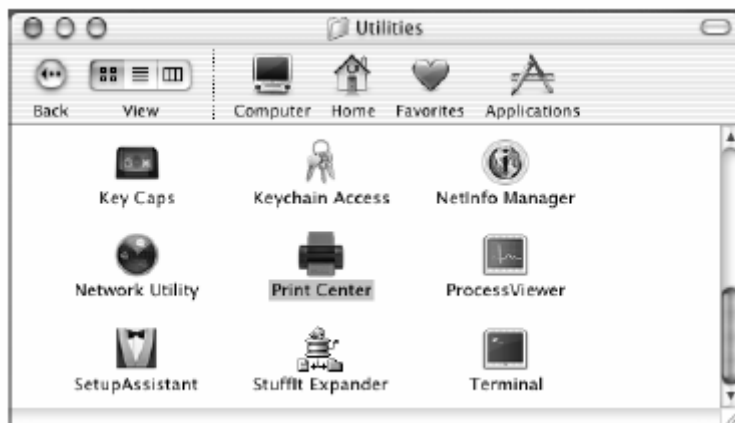 Utilities
Back View Computer Home Favorites Applications
Key Caps Keychain Access NetInfo Manager
Network Utility Print Center ProcessViewer
SetupAssistant StuffIt Expander Terminal